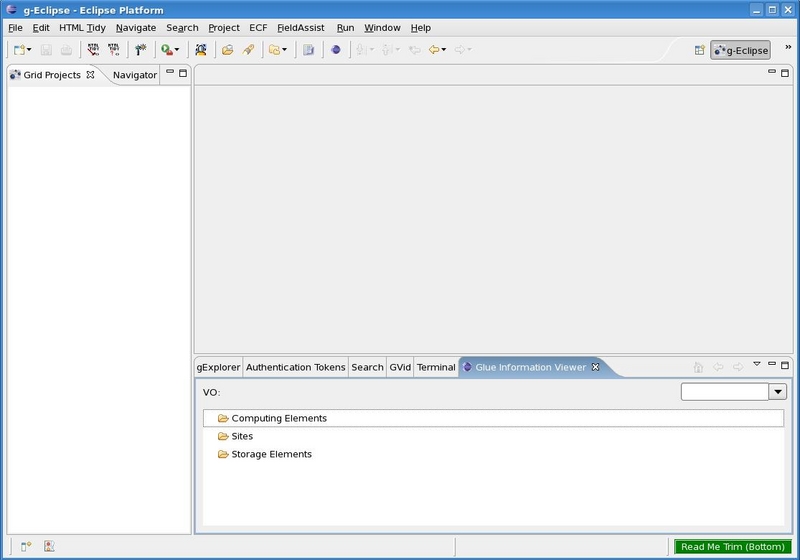 g-Eclipse - Eclipse Platform
File Edit HTML Tidy Navigate Search Project ECF FieldAssist Run Window Help
g-Eclipse
Grid Projects Navigator
gExplorer Authentication Tokens Search GVid Terminal Glue Information Viewer
VO:
Computing Elements
Sites
Storage Elements
Read Me Trim (Bottom)